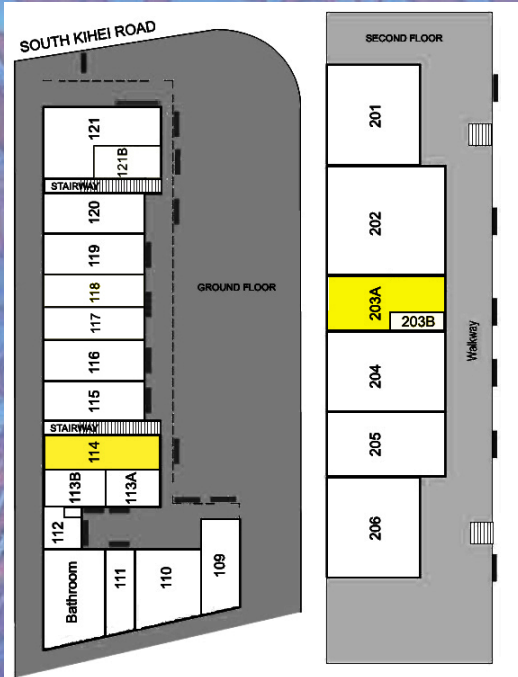 SOUTH KIHEI ROAD
121
121B
STAIRWAY
120
119
118
117
116
115
STAIRWAY
114
113B
113A
112
Bathroom
111
110
109
GROUND FLOOR
SECOND FLOOR
201
202
203A
203B
204
205
206
Walkway